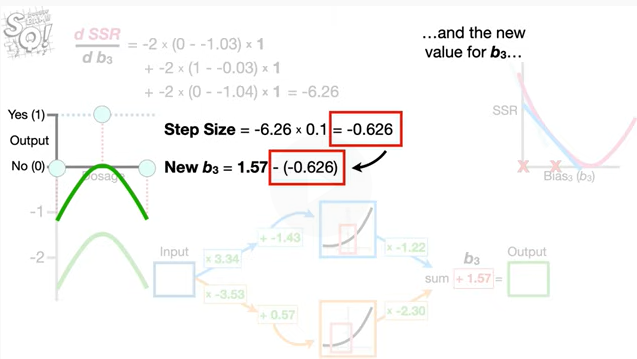 StatQuest!
d SSR
d b₃
= -2 × (0 - -1.03) × 1
+ -2 × (1 - -0.03) × 1
+ -2 × (0 - -1.04) × 1 = -6.26
…and the new
value for b₃…
Yes (1)
Output
No (0)
Dosage
-1
-2
Step Size = -6.26 × 0.1 = -0.626
New b₃ = 1.57 - (-0.626)
SSR
Bias₃ (b₃)
Input
× 3.34
+ -1.43
× -1.22
× -3.53
+ 0.57
× -2.30
b₃
sum + 1.57 =
Output